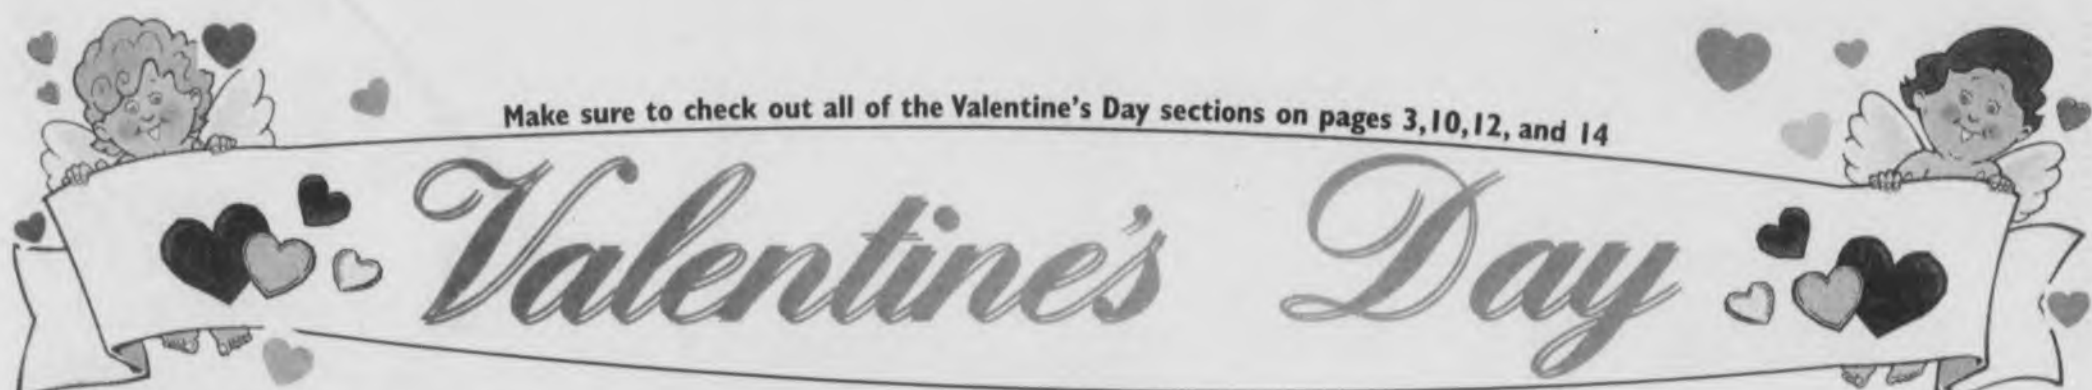 Make sure to check out all of the Valentine's Day sections on pages 3,10,12, and 14
Valentine's Day